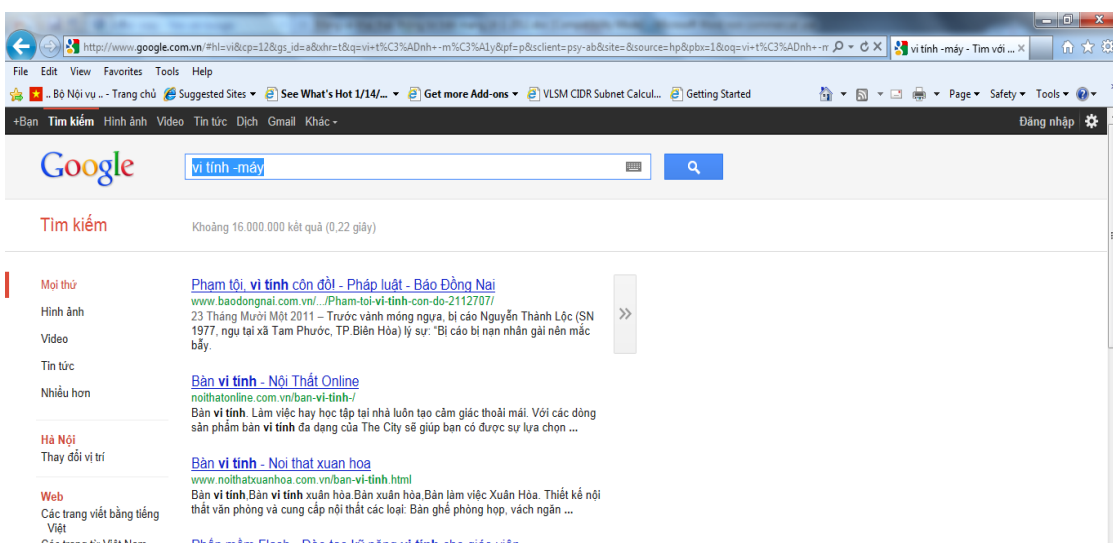 http://www.google.com.vn/#hl=vi&cp=12&gs_id=a&xhr=t&q=vi+t%C3%ADnh+-m%C3%A1y&pf=p&sclient=psy-ab&site=&source=hp&pbx=1&oq=vi+t%C3%ADnh+-m
vi tính -máy - Tìm với ...
File Edit View Favorites Tools Help
.. Bộ Nội vụ .. - Trang chủ Suggested Sites See What's Hot 1/14/... Get more Add-ons VLSM CIDR Subnet Calcul... Getting Started Page Safety Tools
+Bạn Tìm kiếm Hình ảnh Video Tin tức Dịch Gmail Khác Đăng nhập
Google vi tính -máy
Tìm kiếm Khoảng 16.000.000 kết quả (0,22 giây)
Mọi thứ
Hình ảnh
Video
Tin tức
Nhiều hơn
Hà Nội
Thay đổi vị trí
Web
Các trang viết bằng tiếng
Việt
Phạm tội, vi tính côn đồ! - Pháp luật - Báo Đồng Nai
www.baodongnai.com.vn/.../Pham-toi-vi-tinh-con-do-2112707/
23 Tháng Mười Một 2011 – Trước vành móng ngựa, bị cáo Nguyễn Thành Lộc (SN
1977, ngụ tại xã Tam Phước, TP.Biên Hòa) lý sự: "Bị cáo bị nạn nhân gài nên mắc
bẫy.
Bàn vi tính - Nội Thất Online
noithatonline.com.vn/ban-vi-tinh-/
Bàn vi tính. Làm việc hay học tập tại nhà luôn tạo cảm giác thoải mái. Với các dòng
sản phẩm bàn vi tính đa dạng của The City sẽ giúp bạn có được sự lựa chọn ...
Bàn vi tính - Noi that xuan hoa
www.noithatxuanhoa.com.vn/ban-vi-tinh.html
Bàn vi tính,Bàn vi tính xuân hòa.Bàn xuân hòa,Bàn làm việc Xuân Hòa. Thiết kế nội
thất văn phòng và cung cấp nội thất các loại: Bàn ghế phòng họp, vách ngăn ...